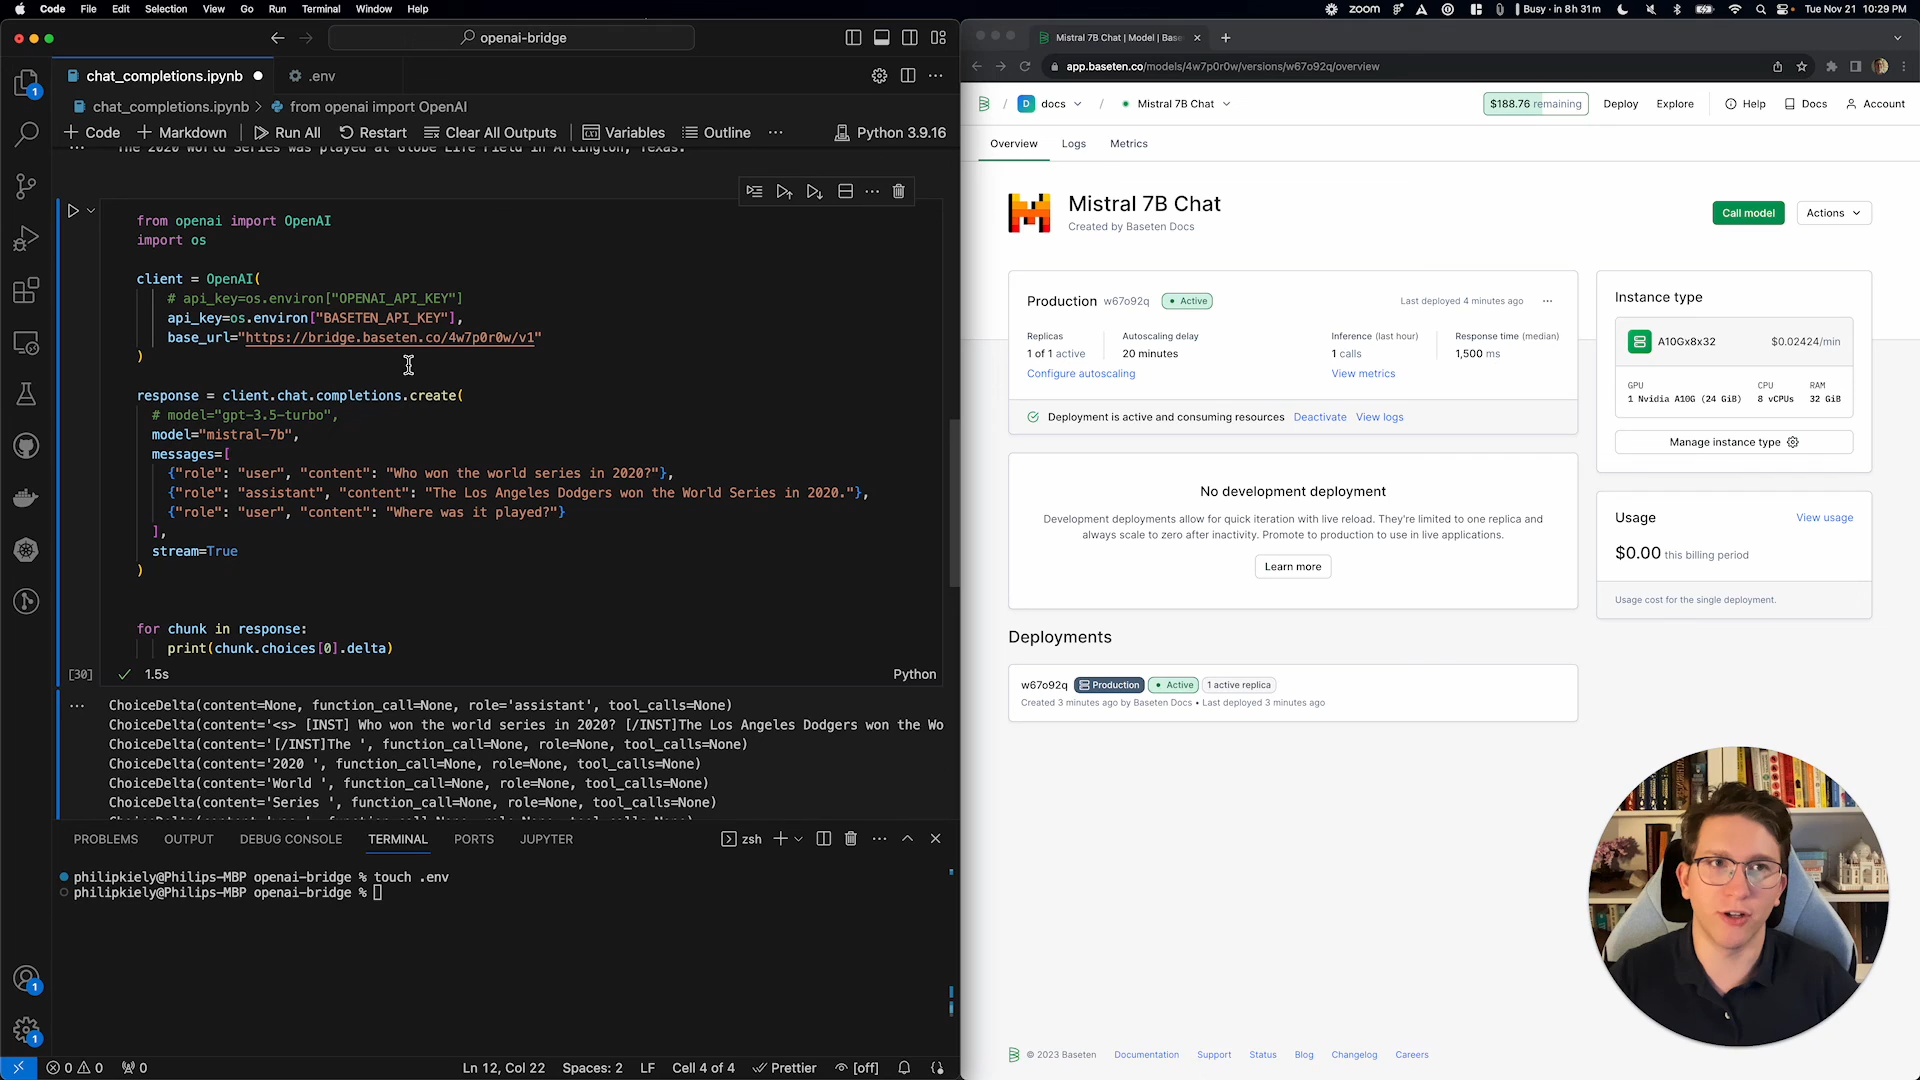 Code File Edit Selection View Go Run Terminal Window Help
zoom Busy · in 8h 31m Tue Nov 21 10:29 PM
openai-bridge
chat_completions.ipynb .env
chat_completions.ipynb > from openai import OpenAI
+ Code + Markdown Run All Restart Clear All Outputs Variables Outline ... Python 3.9.16
The 2020 World Series was played at Globe Life Field in Arlington, Texas.
from openai import OpenAI
import os
client = OpenAI(
# api_key=os.environ["OPENAI_API_KEY"]
api_key=os.environ["BASETEN_API_KEY"],
base_url="https://bridge.baseten.co/4w7p0r0w/v1"
)
response = client.chat.completions.create(
# model="gpt-3.5-turbo",
model="mistral-7b",
messages=[
{"role": "user", "content": "Who won the world series in 2020?"},
{"role": "assistant", "content": "The Los Angeles Dodgers won the World Series in 2020."},
{"role": "user", "content": "Where was it played?"}
],
stream=True
)
for chunk in response:
print(chunk.choices[0].delta)
[30] 1.5s Python
ChoiceDelta(content=None, function_call=None, role='assistant', tool_calls=None)
ChoiceDelta(content='<s> [INST] Who won the world series in 2020? [/INST]The Los Angeles Dodgers won the Wo
ChoiceDelta(content='[/INST]The ', function_call=None, role=None, tool_calls=None)
ChoiceDelta(content='2020 ', function_call=None, role=None, tool_calls=None)
ChoiceDelta(content='World ', function_call=None, role=None, tool_calls=None)
ChoiceDelta(content='Series ', function_call=None, role=None, tool_calls=None)
PROBLEMS OUTPUT DEBUG CONSOLE TERMINAL PORTS JUPYTER zsh
philipkiely@Philips-MBP openai-bridge % touch .env
philipkiely@Philips-MBP openai-bridge %
1
1
1
0 0 0 Ln 12, Col 22 Spaces: 2 LF Cell 4 of 4 Prettier [off]
Mistral 7B Chat | Model | Base
app.baseten.co/models/4w7p0r0w/versions/w67o92q/overview
/ D docs / Mistral 7B Chat $188.76 remaining Deploy Explore Help Docs Account
Overview Logs Metrics
Mistral 7B Chat
Created by Baseten Docs
Call model Actions
Production w67o92q Active Last deployed 4 minutes ago ...
Replicas Autoscaling delay Inference (last hour) Response time (median)
1 of 1 active 20 minutes 1 calls 1,500 ms
Configure autoscaling View metrics
Deployment is active and consuming resources Deactivate View logs
Instance type
A10Gx8x32 $0.02424/min
GPU CPU RAM
1 Nvidia A10G (24 GiB) 8 vCPUs 32 GiB
Manage instance type
No development deployment
Development deployments allow for quick iteration with live reload. They're limited to one replica and
always scale to zero after inactivity. Promote to production to use in live applications.
Learn more
Usage View usage
$0.00 this billing period
Usage cost for the single deployment.
Deployments
w67o92q Production Active 1 active replica
Created 3 minutes ago by Baseten Docs • Last deployed 3 minutes ago
© 2023 Baseten Documentation Support Status Blog Changelog Careers